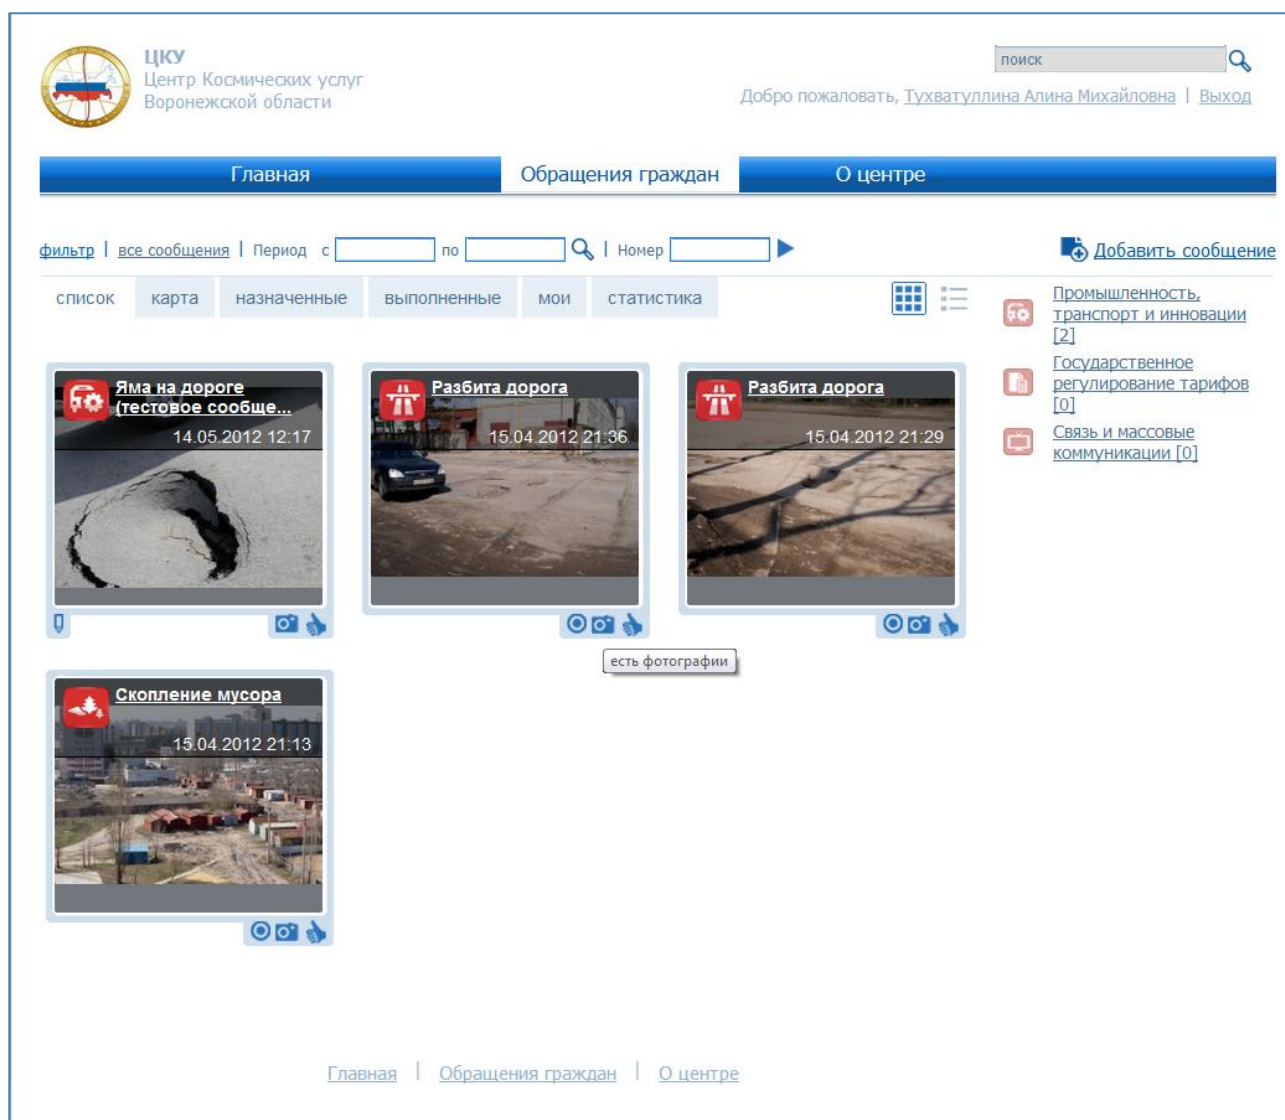 ЦКУ
Центр Космических услуг
Воронежской области
поиск
Добро пожаловать, Тухватуллина Алина Михайловна | Выход
Главная
Обращения граждан
О центре
фильтр | все сообщения | Период с по | Номер
Добавить сообщение
список карта назначенные выполненные мои статистика
Промышленность,
транспорт и инновации
[2]
Государственное
регулирование тарифов
[0]
Связь и массовые
коммуникации [0]
Яма на дороге
(тестовое сообще...
14.05.2012 12:17
Разбита дорога
15.04.2012 21:36
Разбита дорога
15.04.2012 21:29
есть фотографии
Скопление мусора
15.04.2012 21:13
Главная | Обращения граждан | О центре